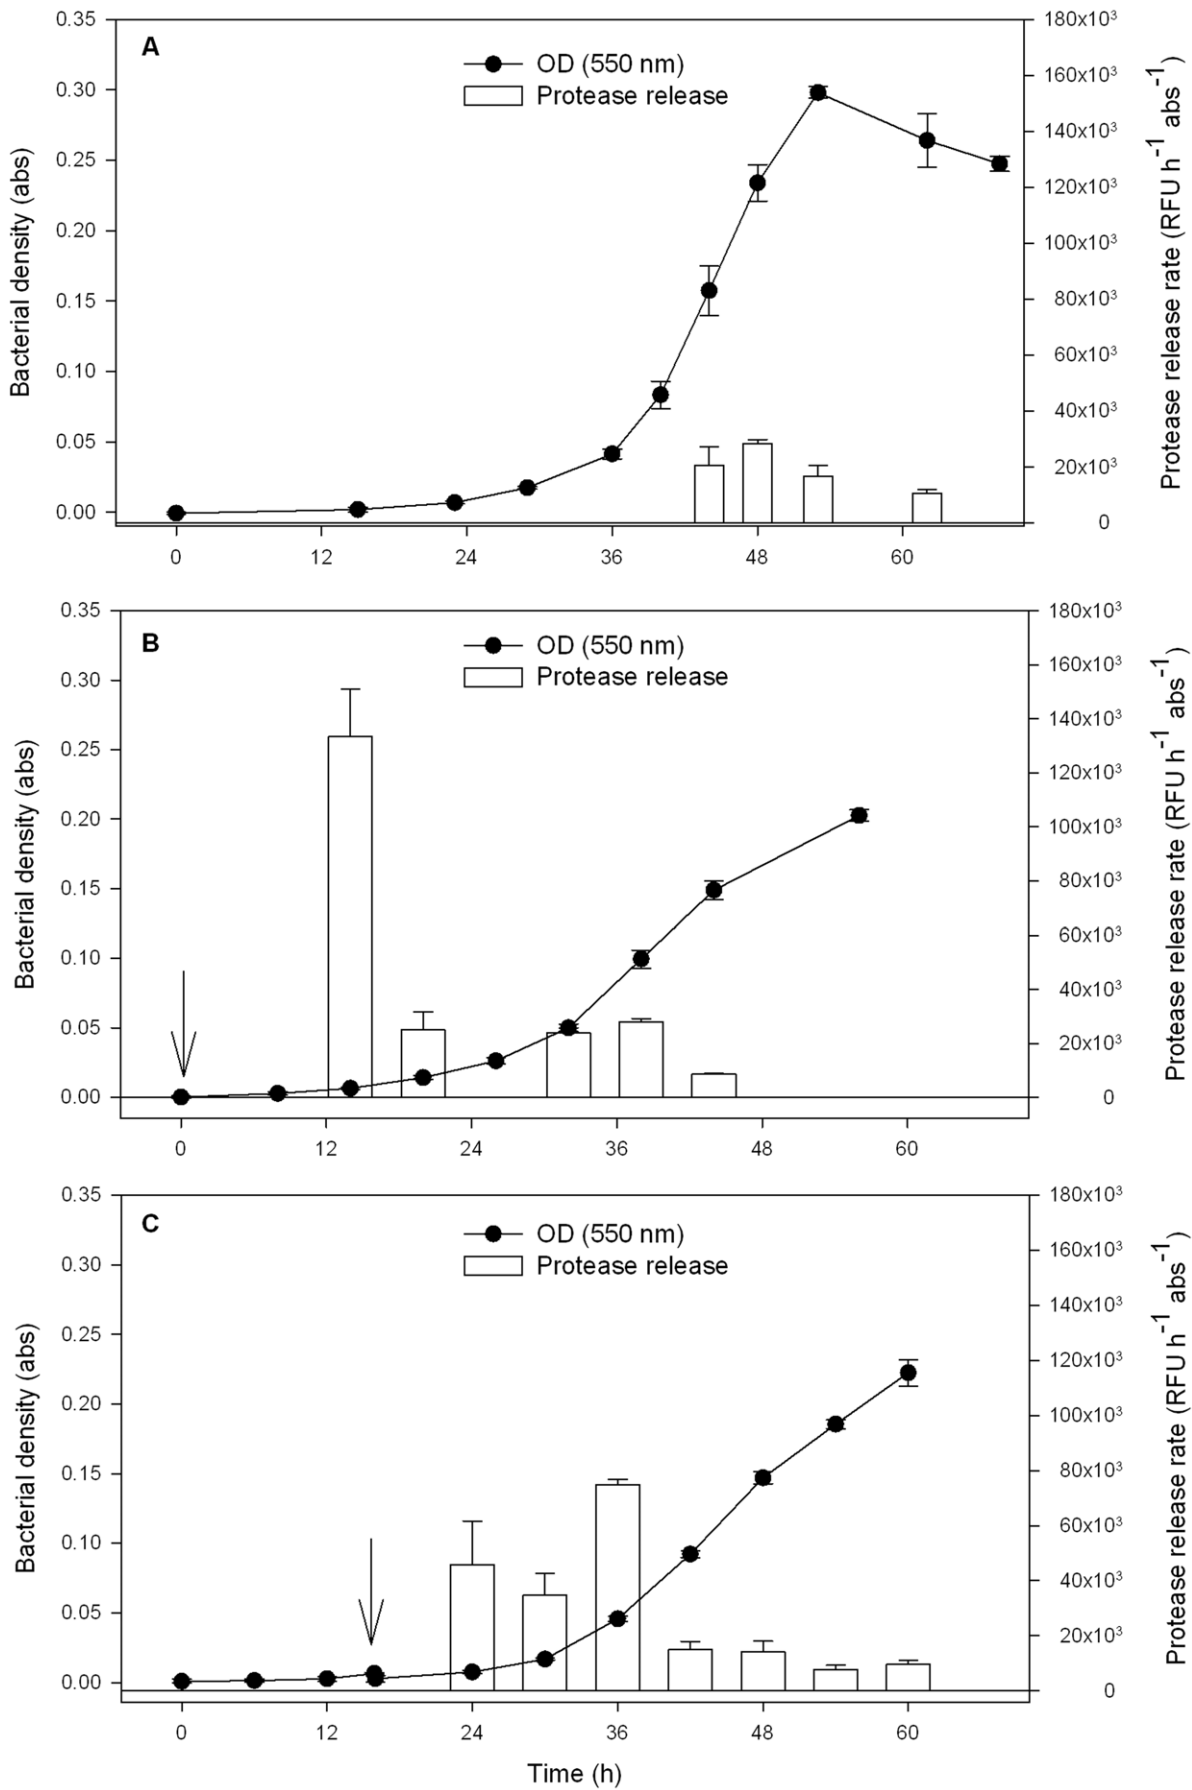 A
OD (550 nm)
Protease release
0.35
0.30
0.25
0.20
0.15
0.10
0.05
0.00
Bacterial density (abs)
180x10³
160x10³
140x10³
120x10³
100x10³
80x10³
60x10³
40x10³
20x10³
0
Protease release rate (RFU h⁻¹ abs⁻¹)
0 12 24 36 48 60
B
OD (550 nm)
Protease release
0.35
0.30
0.25
0.20
0.15
0.10
0.05
0.00
Bacterial density (abs)
180x10³
160x10³
140x10³
120x10³
100x10³
80x10³
60x10³
40x10³
20x10³
0
Protease release rate (RFU h⁻¹ abs⁻¹)
0 12 24 36 48 60
C
OD (550 nm)
Protease release
0.35
0.30
0.25
0.20
0.15
0.10
0.05
0.00
Bacterial density (abs)
180x10³
160x10³
140x10³
120x10³
100x10³
80x10³
60x10³
40x10³
20x10³
0
Protease release rate (RFU h⁻¹ abs⁻¹)
0 12 24 36 48 60
Time (h)